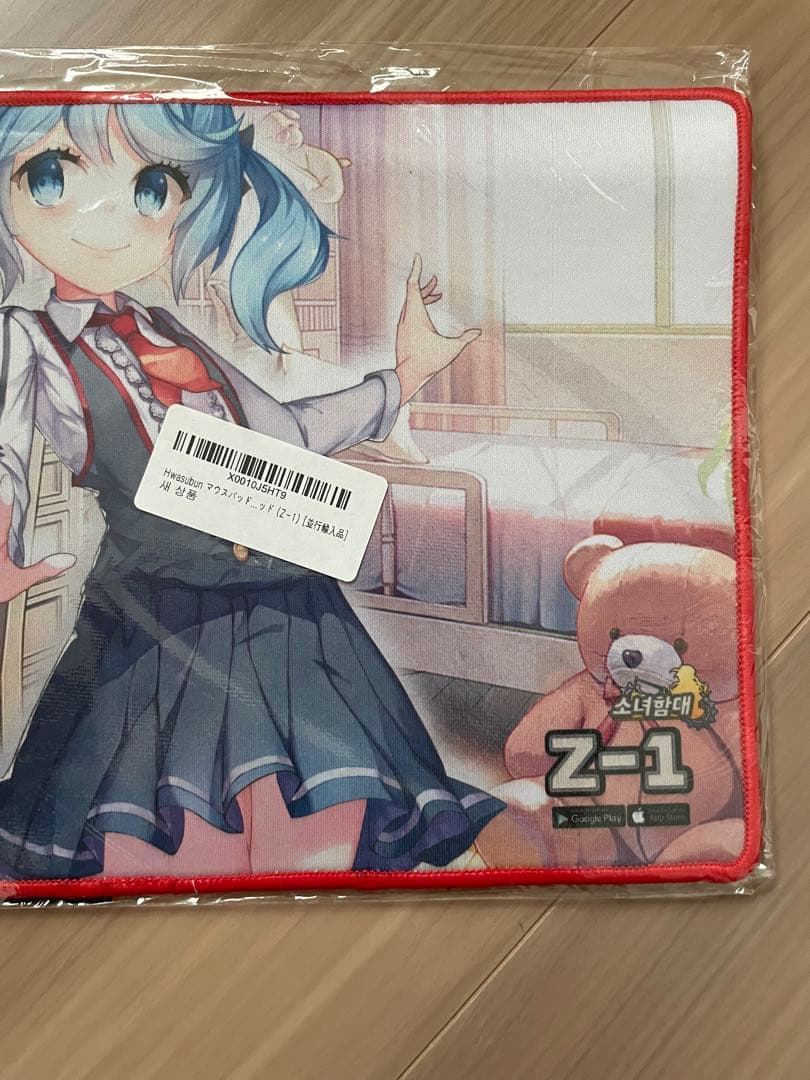 X0010J5HT9
Hwasubun マウスパッド...ッド (Z-1) [並行輸入品]
새 상품
소녀함대
Z-1
Google Play
App Store